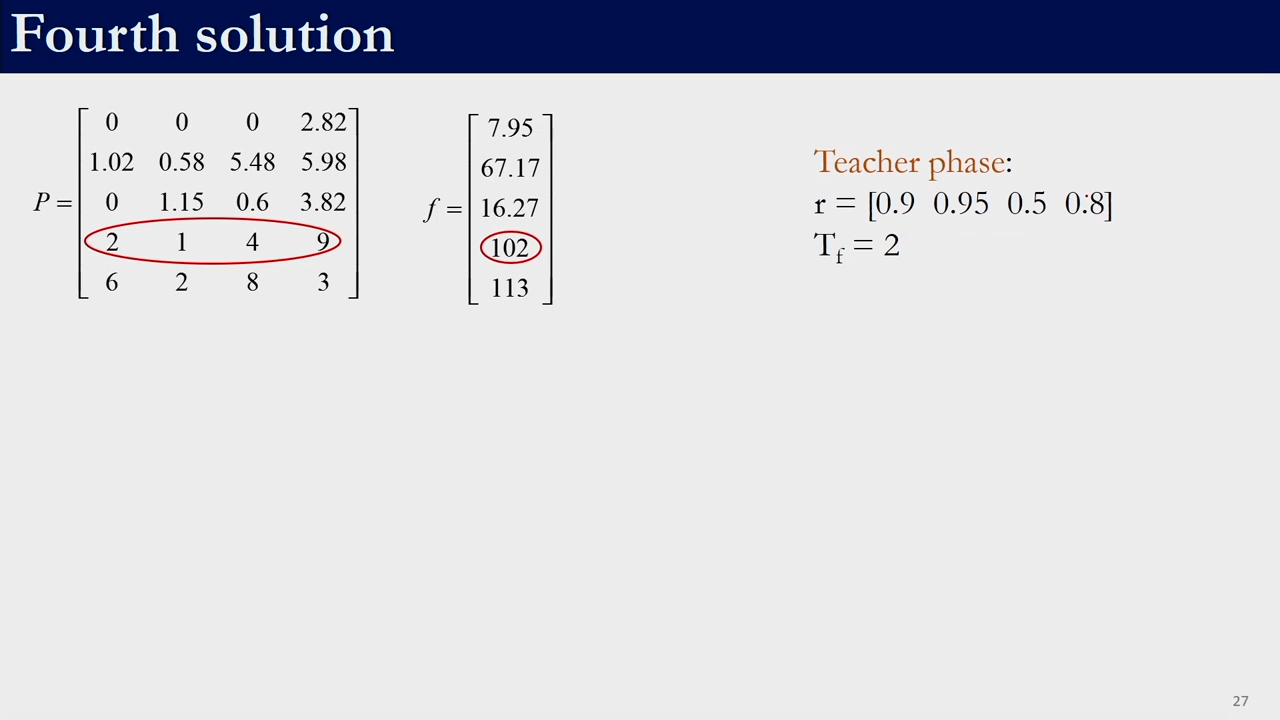 Fourth solution
P =
0 0 0 2.82
1.02 0.58 5.48 5.98
0 1.15 0.6 3.82
2 1 4 9
6 2 8 3
f =
7.95
67.17
16.27
102
113
Teacher phase:
r = [0.9 0.95 0.5 0.8]
Tf = 2
27